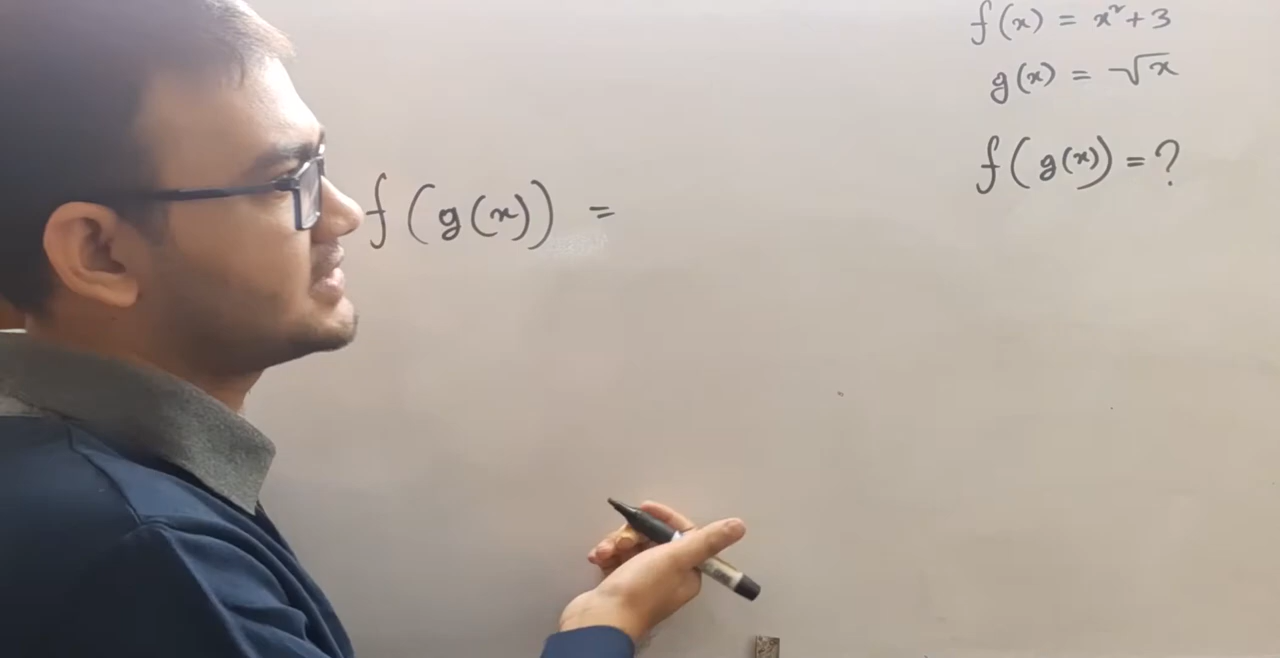 f(x) = x²+3
g(x) = √x
f(g(x)) = ?
f(g(x)) =